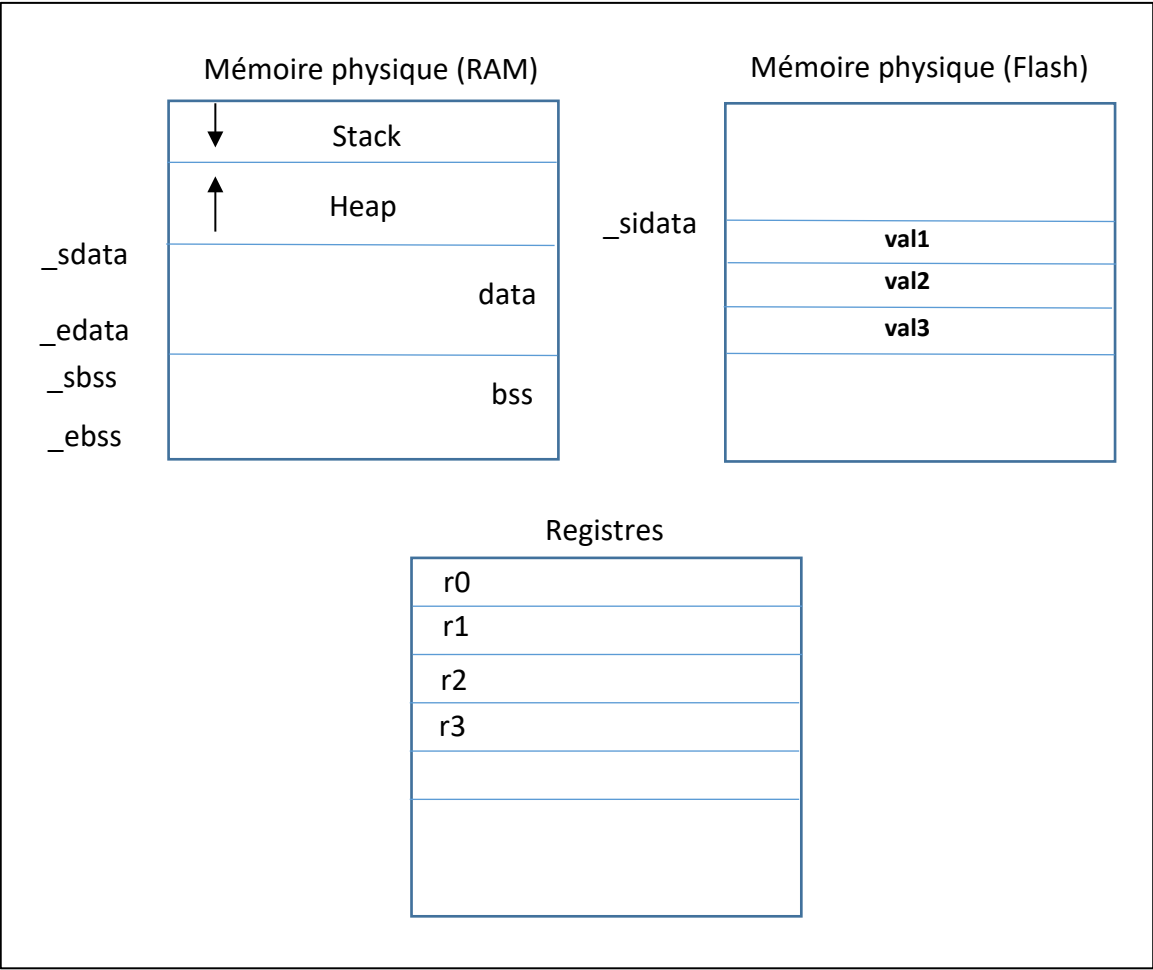 Mémoire physique (RAM)
Mémoire physique (Flash)
Stack
Heap
_sdata
data
_edata
_sbss
bss
_ebss
_sidata
val1
val2
val3
Registres
r0
r1
r2
r3